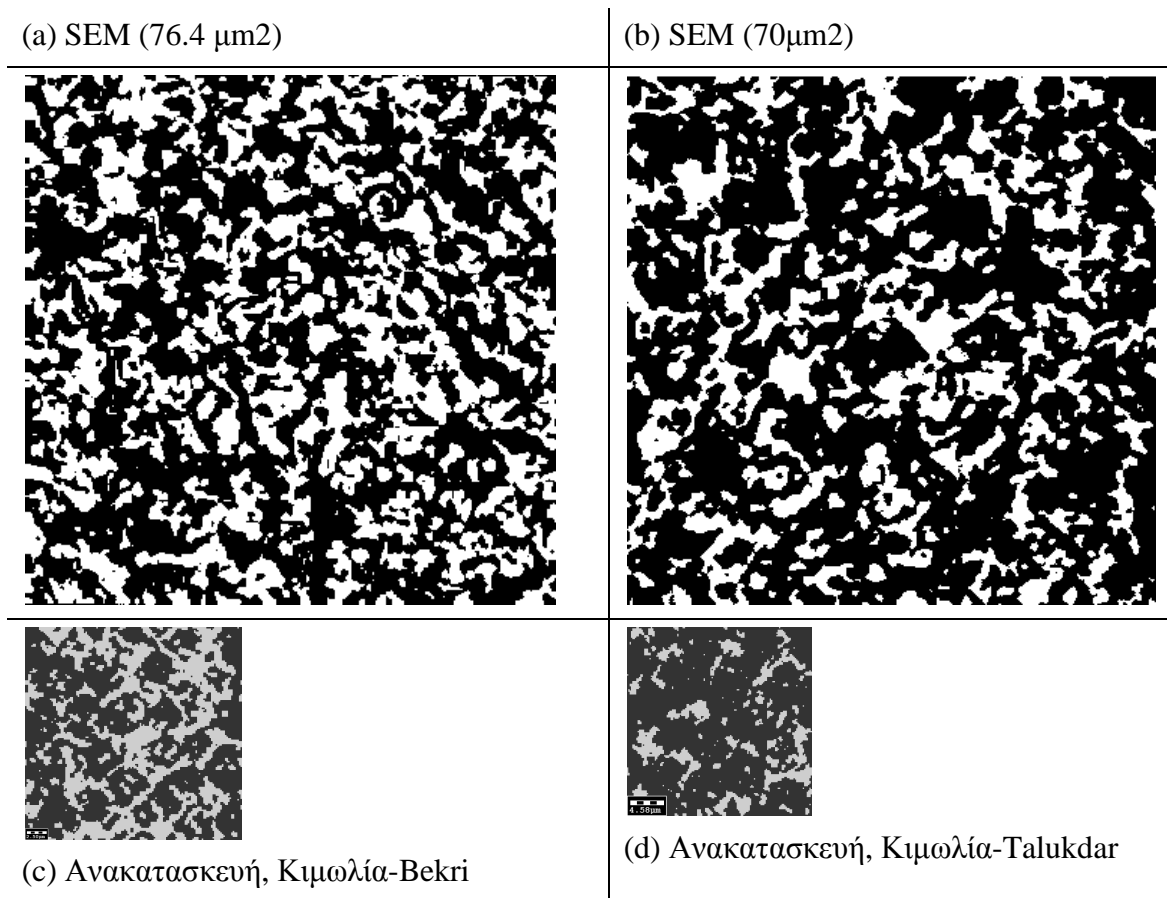 (a) SEM (76.4 μm2)
(b) SEM (70μm2)
4.58μm
(c) Ανακατασκευή, Κιμωλία-Bekri
(d) Ανακατασκευή, Κιμωλία-Talukdar